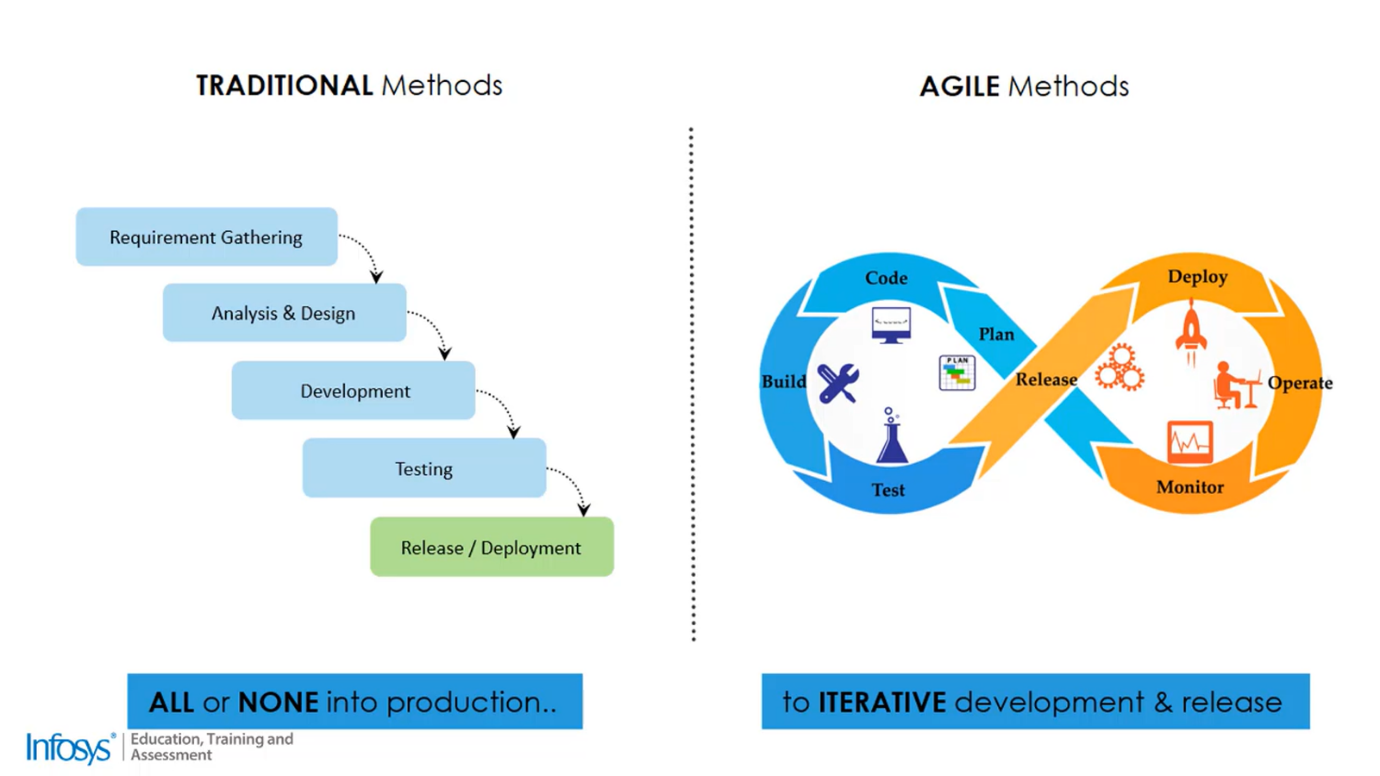 TRADITIONAL Methods
Requirement Gathering
Analysis & Design
Development
Testing
Release / Deployment
ALL or NONE into production..
AGILE Methods
Code
Plan
Build
PLAN
Test
Release
Deploy
Operate
Monitor
to ITERATIVE development & release
Infosys®
Education, Training and
Assessment